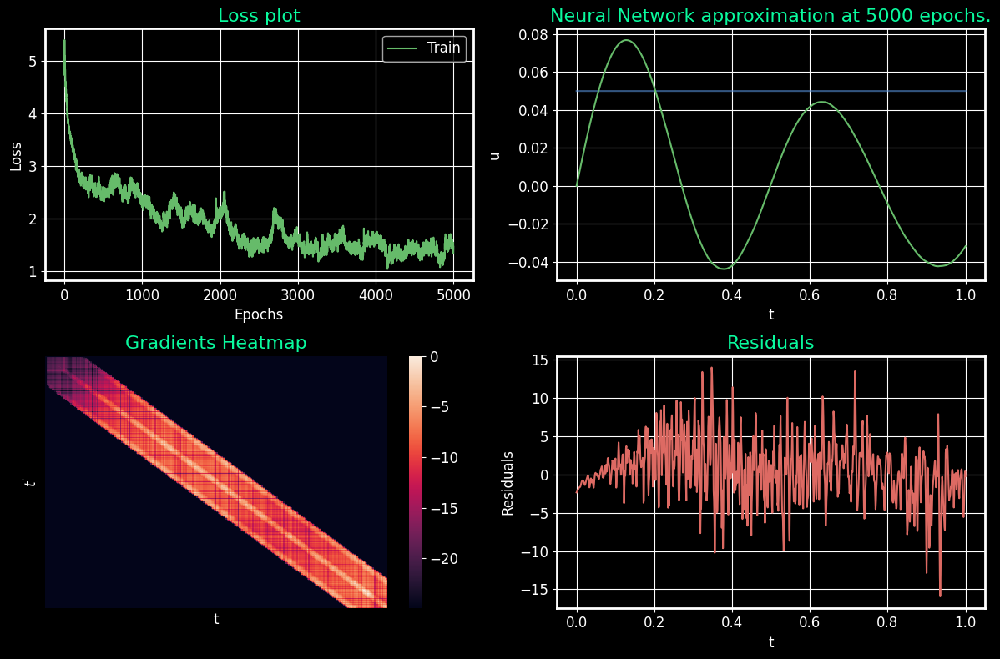 Loss plot
5
4
3
2
1
Loss
Train
0 1000 2000 3000 4000 5000
Epochs
Neural Network approximation at 5000 epochs.
0.08
0.06
0.04
0.02
0.00
−0.02
−0.04
u
0.0 0.2 0.4 0.6 0.8 1.0
t
Gradients Heatmap
t'
t
0
−5
−10
−15
−20
Residuals
15
10
5
0
−5
−10
−15
Residuals
0.0 0.2 0.4 0.6 0.8 1.0
t